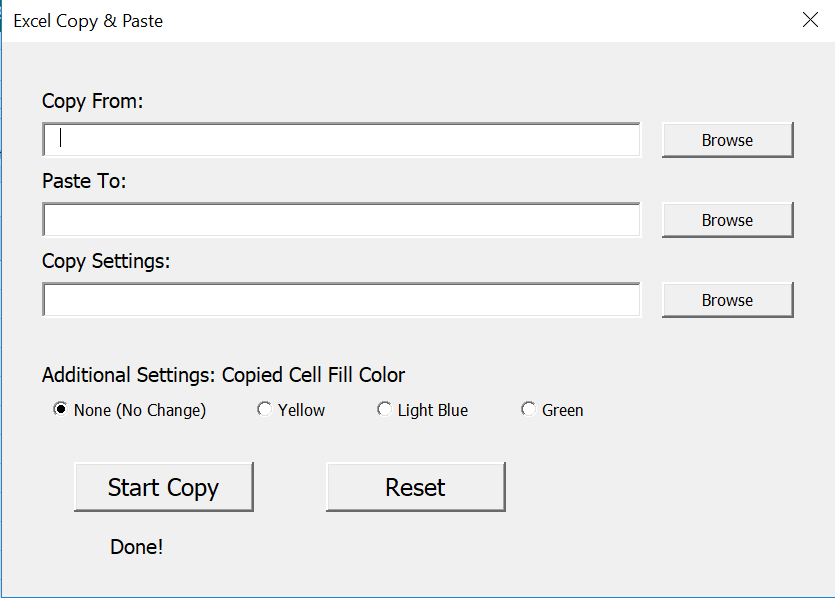 Excel Copy & Paste
Copy From:
Browse
Paste To:
Browse
Copy Settings:
Browse
Additional Settings: Copied Cell Fill Color
None (No Change) Yellow Light Blue Green
Start Copy Reset
Done!